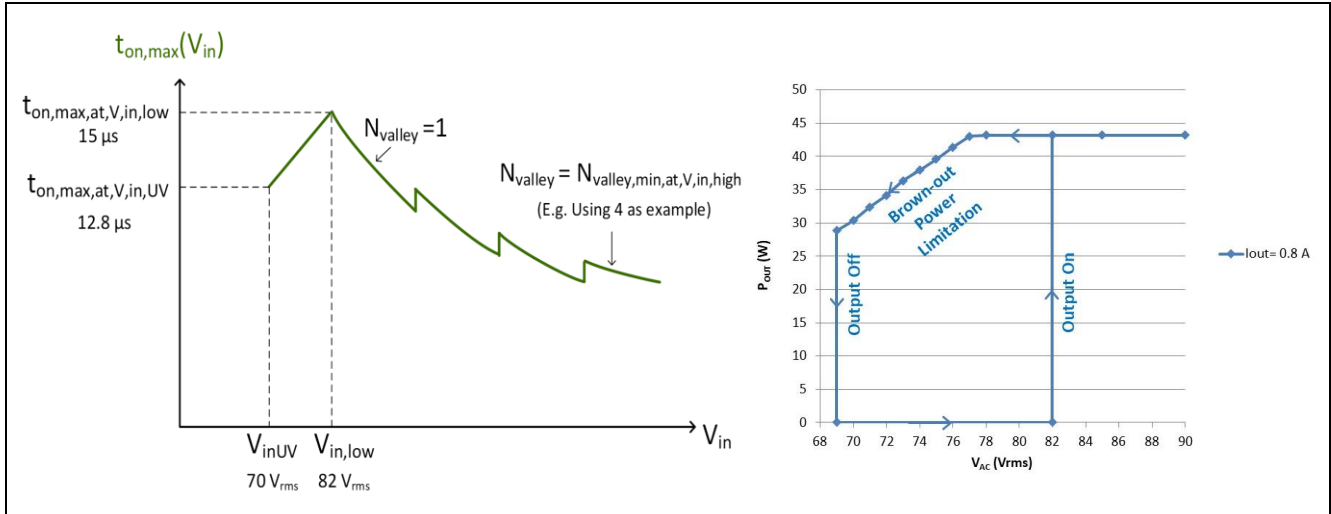 t_on,max(V_in)
t_on,max,at,V,in,low
15 µs
t_on,max,at,V,in,UV
12.8 µs
N_valley =1
N_valley = N_valley,min,at,V,in,high
(E.g. Using 4 as example)
V_inUV
70 V_rms
V_in,low
82 V_rms
V_in
P_OUT (W)
50
45
40
35
30
25
20
15
10
5
0
Brown-out
Power
Limitation
Output Off
Output On
68 70 72 74 76 78 80 82 84 86 88 90
V_AC (Vrms)
Iout= 0.8 A